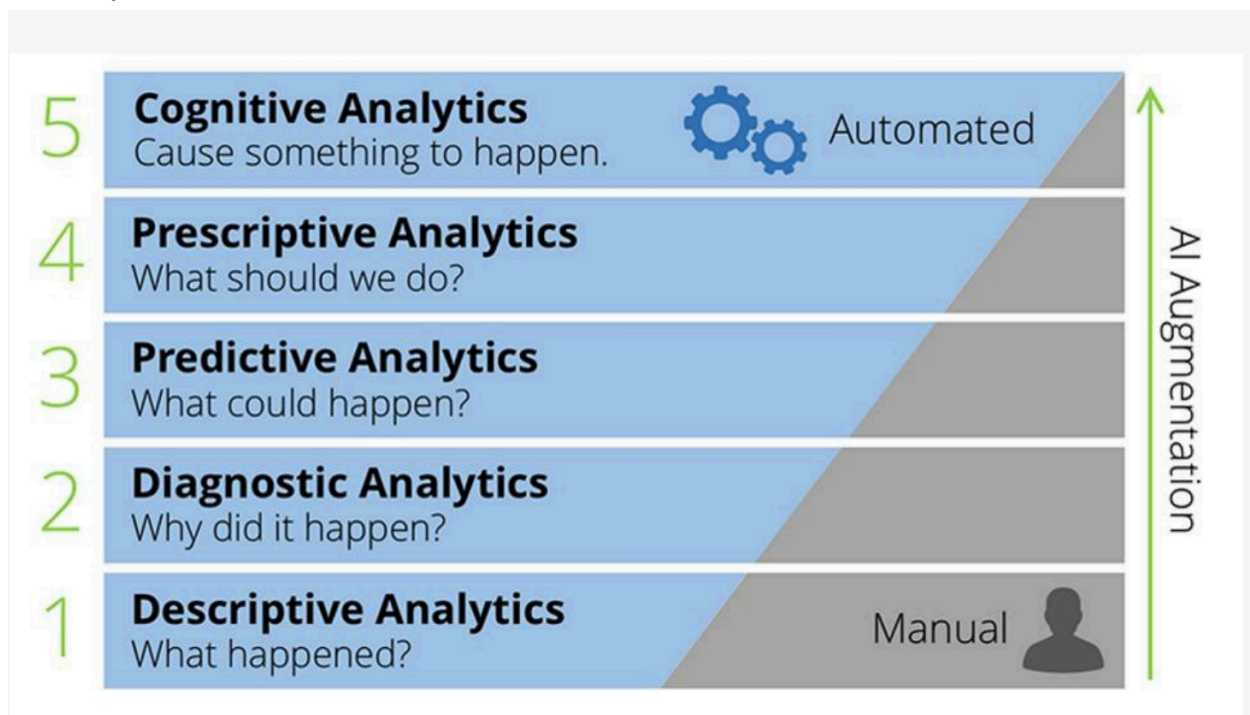 5
Cognitive Analytics
Cause something to happen.
Automated
4
Prescriptive Analytics
What should we do?
3
Predictive Analytics
What could happen?
2
Diagnostic Analytics
Why did it happen?
1
Descriptive Analytics
What happened?
Manual
AI Augmentation